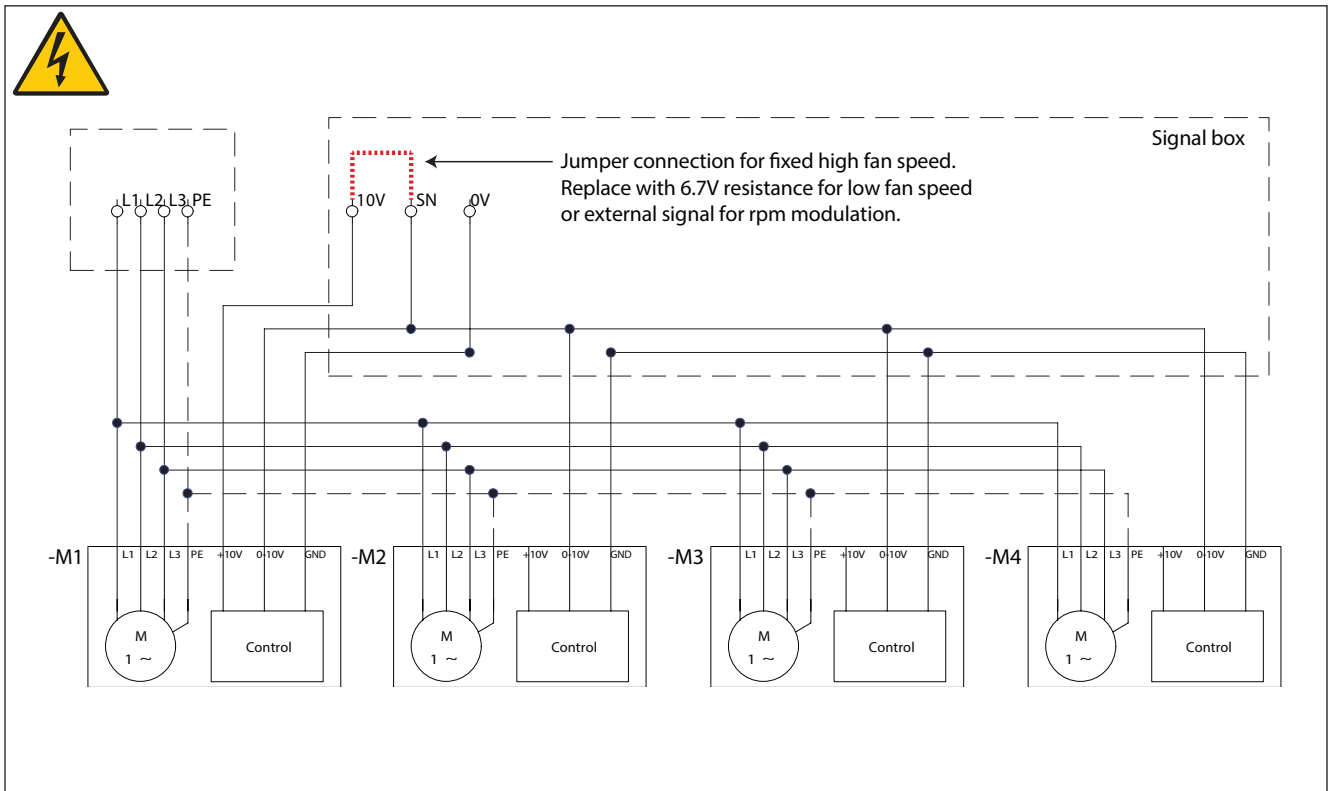 Signal box
Jumper connection for fixed high fan speed.
Replace with 6.7V resistance for low fan speed
or external signal for rpm modulation.
L1 L2 L3 PE
10V SN 0V
-M1 L1 L2 L3 PE +10V 0-10V GND
-M2 L1 L2 L3 PE +10V 0-10V GND
-M3 L1 L2 L3 PE +10V 0-10V GND
-M4 L1 L2 L3 PE +10V 0-10V GND
M
1 ~
Control
M
1 ~
Control
M
1 ~
Control
M
1 ~
Control